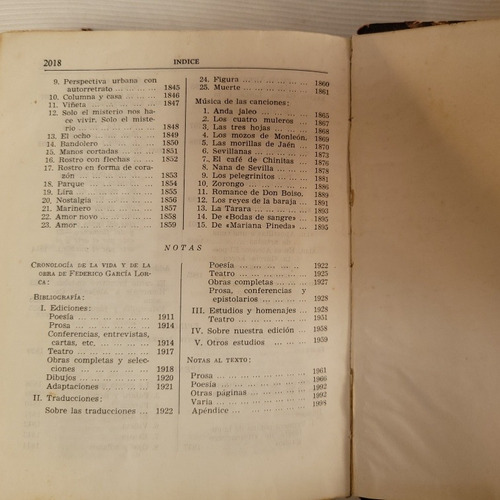 2018 INDICE
9. Perspectiva urbana con
autorretrato ... ... ... ... 1845
10. Columna y casa ... ... 1846
11. Viñeta ... ... ... ... ... 1847
12. Solo el misterio nos hace vivir. Solo el misterio ... ... ... ... ... 1848
13. El ocho ... ... ... ... ... 1849
14. Bandolero ... ... ... ... 1850
15. Manos cortadas ... ... 1851
16. Rostro con flechas ... ... 1852
17. Rostro en forma de corazón ... ... ... ... ... 1853
18. Parque ... ... ... ... ... 1854
19. Lira ... ... ... ... ... ... 1855
20. Nostalgia ... ... ... ... 1856
21. Marinero ... ... ... ... 1857
22. Amor novo ... ... ... ... 1858
23. Amor ... ... ... ... ... 1859
24. Figura ... ... ... ... ... 1860
25. Muerte ... ... ... ... ... 1861
Música de las canciones:
1. Anda jaleo ... ... ... ... 1865
2. Los cuatro muleros ... ... 1867
3. Las tres hojas ... ... ... 1868
4. Los mozos de Monleón. 1869
5. Las morillas de Jaén ... 1870
6. Sevillanas ... ... ... ... 1873
7. El café de Chinitas ... 1876
8. Nana de Sevilla ... ... 1878
9. Los pelegrinitos ... ... 1881
10. Zorongo ... ... ... ... 1886
11. Romance de Don Boiso. 1889
12. Los reyes de la baraja ... 1891
13. La Tarara ... ... ... ... 1893
14. De «Bodas de sangre» ... 1895
15. De «Mariana Pineda» ... 1895
NOTAS
CRONOLOGÍA DE LA VIDA Y DE LA
OBRA DE FEDERICO GARCÍA LOR-
CA:
BIBLIOGRAFÍA:
I. Ediciones:
Poesía ... ... ... ... ... 1911
Prosa ... ... ... ... ... 1914
Conferencias, entrevistas,
cartas, etc. ... ... ... ... 1914
Teatro ... ... ... ... ... 1917
Obras completas y selec-
ciones ... ... ... ... ... 1918
Dibujos ... ... ... ... ... 1920
Adaptaciones ... ... ... 1921
II. Traducciones:
Sobre las traducciones ... 1922
Poesía ... ... ... ... ... 1922
Teatro ... ... ... ... ... 1925
Obras completas ... ... 1927
Prosa, conferencias y
epistolarios ... ... ... ... 1928
III. Estudios y homenajes ... 1928
Teatro ... ... ... ... ... 1951
IV. Sobre nuestra edición ... 1958
V. Otros estudios ... ... 1959
NOTAS AL TEXTO:
Prosa ... ... ... ... ... ... 1961
Poesía ... ... ... ... ... ... 1966
Otras páginas ... ... ... ... 1992
Varia ... ... ... ... ... ... 1992
Apéndice ... ... ... ... ... 1998